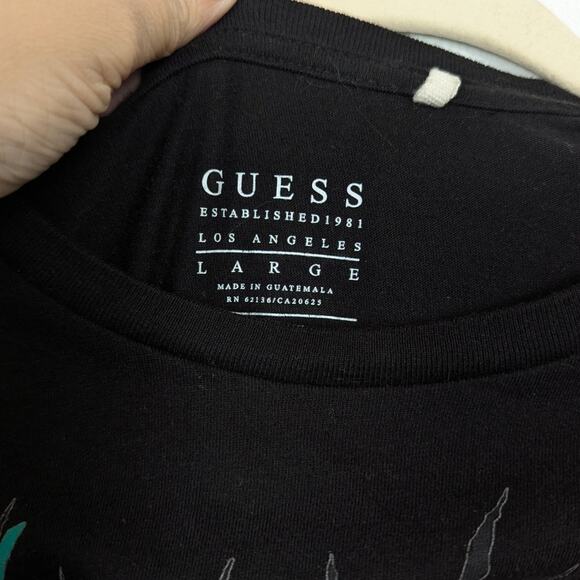 GUESS
ESTABLISHED1981
LOS ANGELES
LARGE
MADE IN GUATEMALA
RN 62136/CA20625